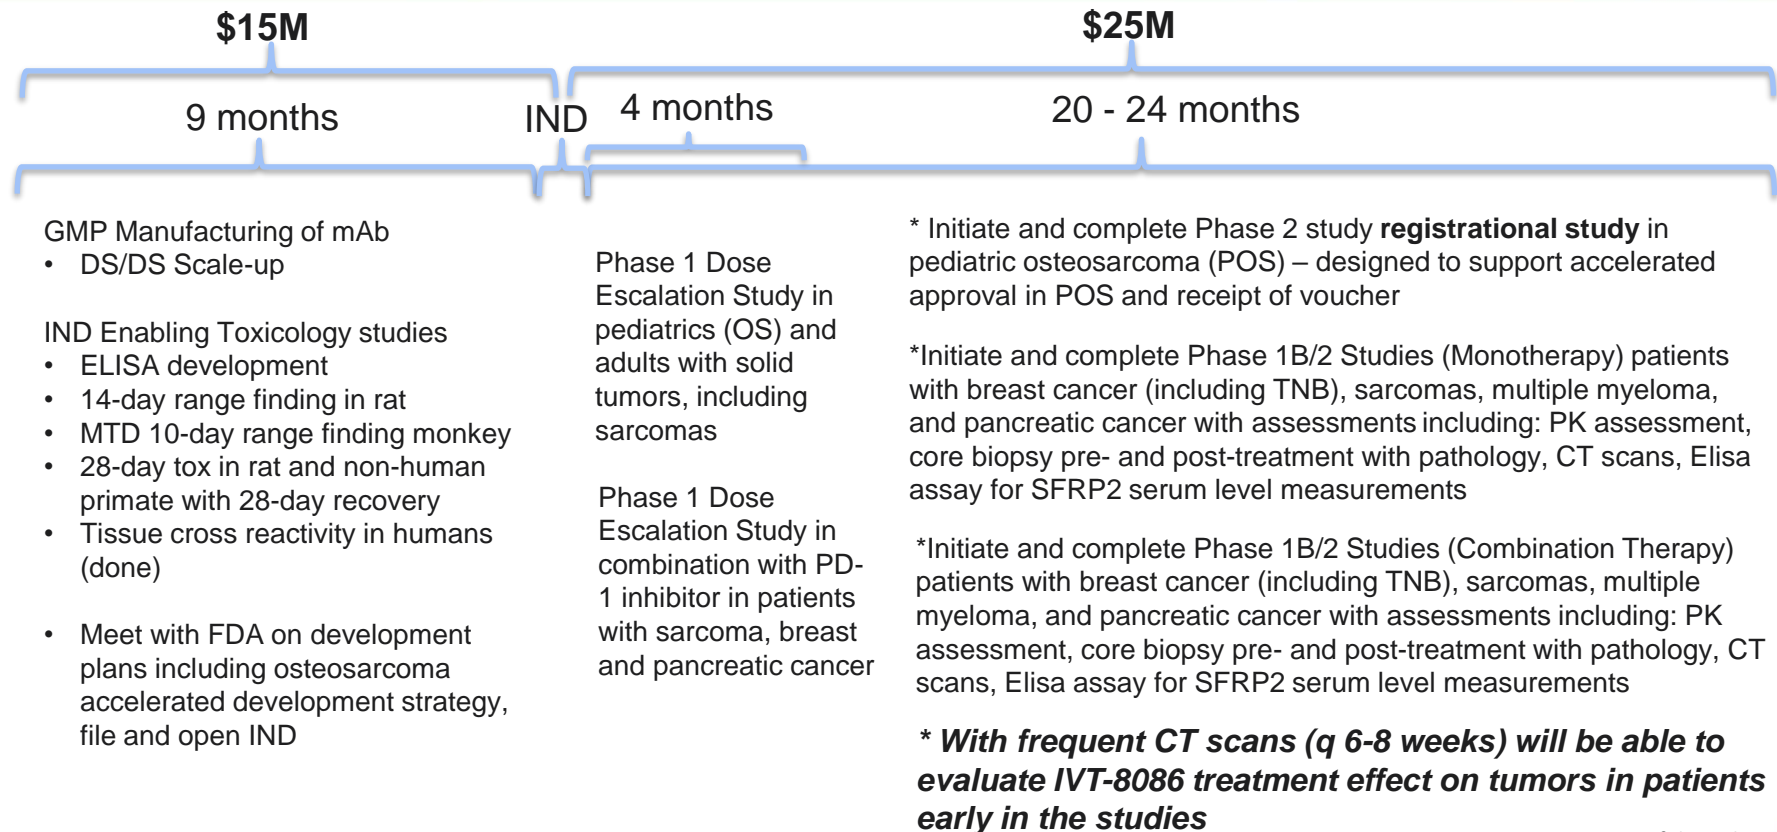 $15M
$25M
9 months
IND
4 months
20 - 24 months
GMP Manufacturing of mAb
• DS/DS Scale-up
IND Enabling Toxicology studies
• ELISA development
• 14-day range finding in rat
• MTD 10-day range finding monkey
• 28-day tox in rat and non-human
primate with 28-day recovery
• Tissue cross reactivity in humans
(done)
• Meet with FDA on development
plans including osteosarcoma
accelerated development strategy,
file and open IND
Phase 1 Dose
Escalation Study in
pediatrics (OS) and
adults with solid
tumors, including
sarcomas
Phase 1 Dose
Escalation Study in
combination with PD-
1 inhibitor in patients
with sarcoma, breast
and pancreatic cancer
* Initiate and complete Phase 2 study registrational study in
pediatric osteosarcoma (POS) – designed to support accelerated
approval in POS and receipt of voucher
*Initiate and complete Phase 1B/2 Studies (Monotherapy) patients
with breast cancer (including TNB), sarcomas, multiple myeloma,
and pancreatic cancer with assessments including: PK assessment,
core biopsy pre- and post-treatment with pathology, CT scans, Elisa
assay for SFRP2 serum level measurements
*Initiate and complete Phase 1B/2 Studies (Combination Therapy)
patients with breast cancer (including TNB), sarcomas, multiple
myeloma, and pancreatic cancer with assessments including: PK
assessment, core biopsy pre- and post-treatment with pathology, CT
scans, Elisa assay for SFRP2 serum level measurements
* With frequent CT scans (q 6-8 weeks) will be able to
evaluate IVT-8086 treatment effect on tumors in patients
early in the studies